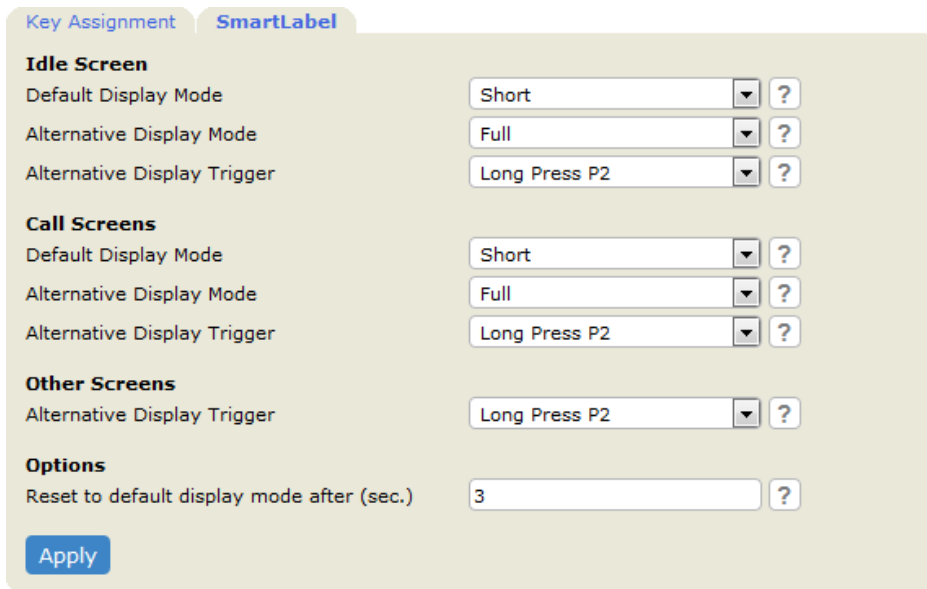 Key Assignment SmartLabel
Idle Screen
Default Display Mode Short ?
Alternative Display Mode Full ?
Alternative Display Trigger Long Press P2 ?
Call Screens
Default Display Mode Short ?
Alternative Display Mode Full ?
Alternative Display Trigger Long Press P2 ?
Other Screens
Alternative Display Trigger Long Press P2 ?
Options
Reset to default display mode after (sec.) 3 ?
Apply